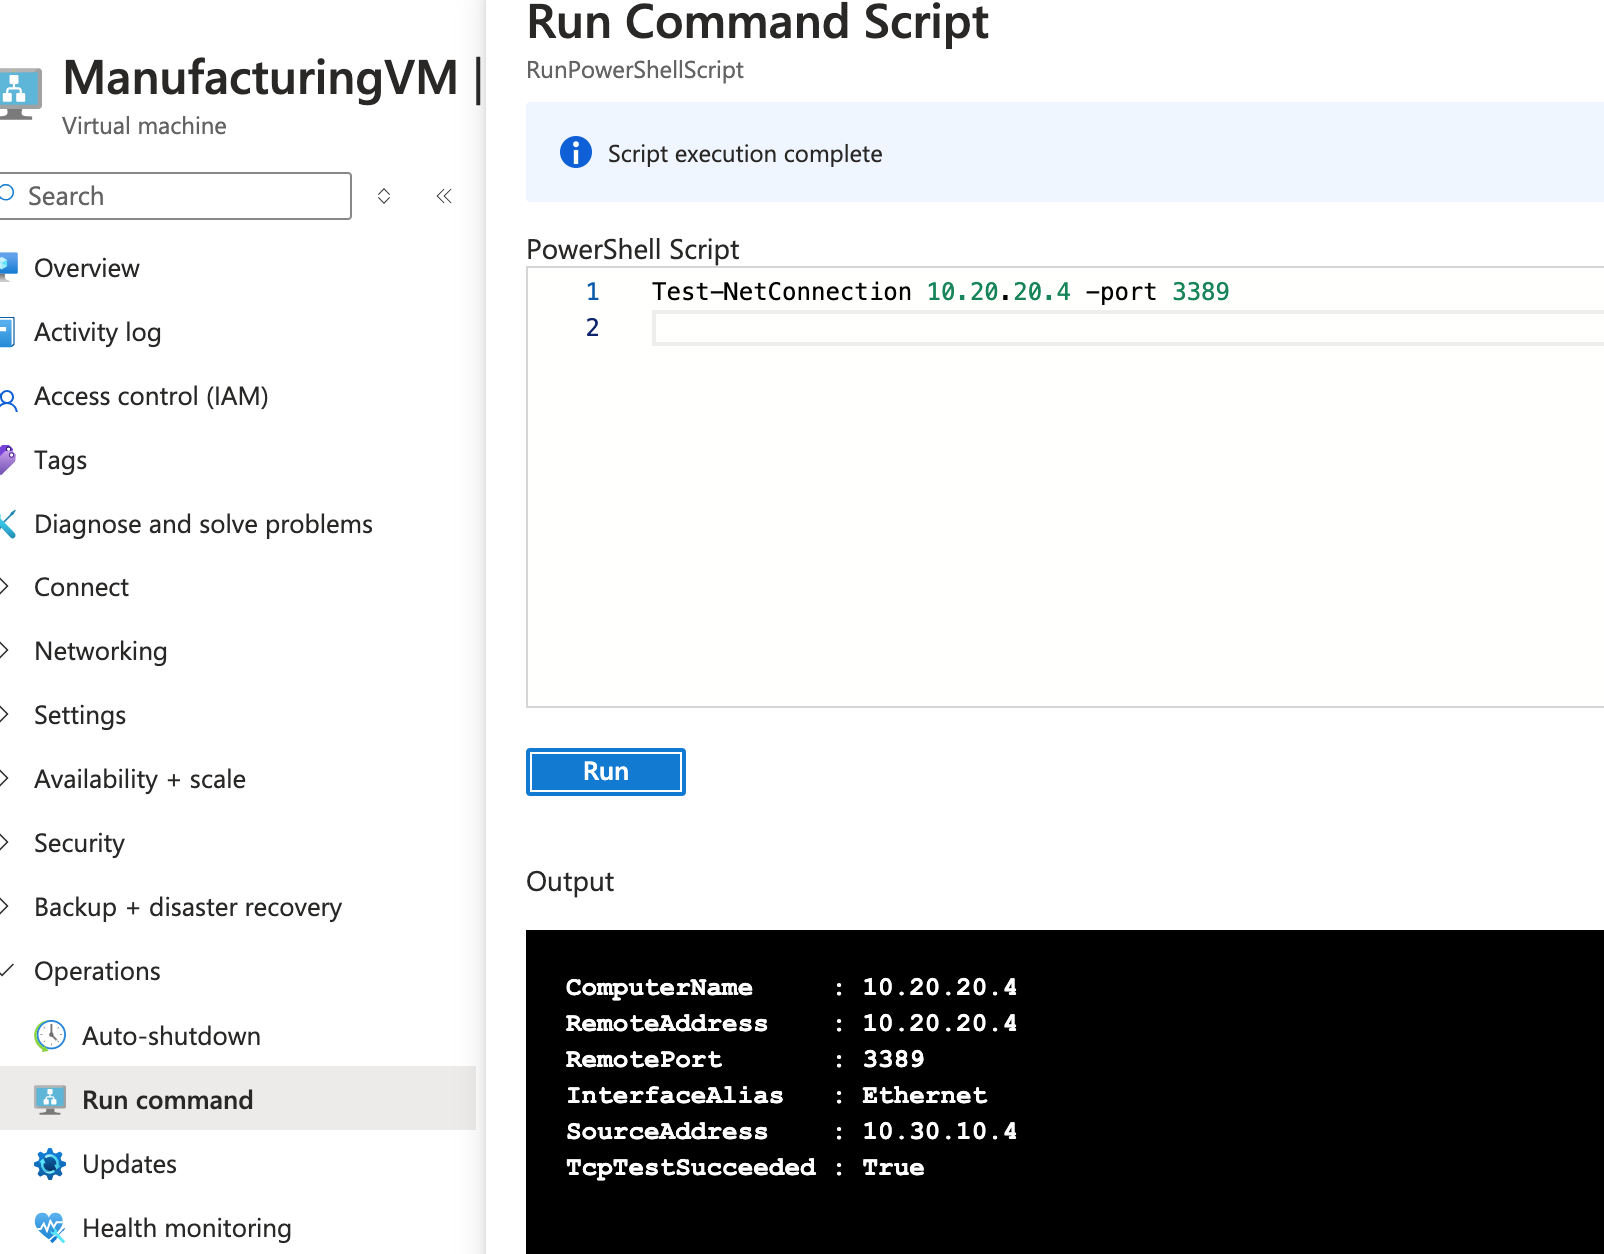 ManufacturingVM |
Virtual machine
Search
Overview
Activity log
Access control (IAM)
Tags
Diagnose and solve problems
Connect
Networking
Settings
Availability + scale
Security
Backup + disaster recovery
Operations
Auto-shutdown
Run command
Updates
Health monitoring
Run Command Script
RunPowerShellScript
Script execution complete
PowerShell Script
1 Test-NetConnection 10.20.20.4 -port 3389
2
Run
Output
ComputerName : 10.20.20.4
RemoteAddress : 10.20.20.4
RemotePort : 3389
InterfaceAlias : Ethernet
SourceAddress : 10.30.10.4
TcpTestSucceeded : True